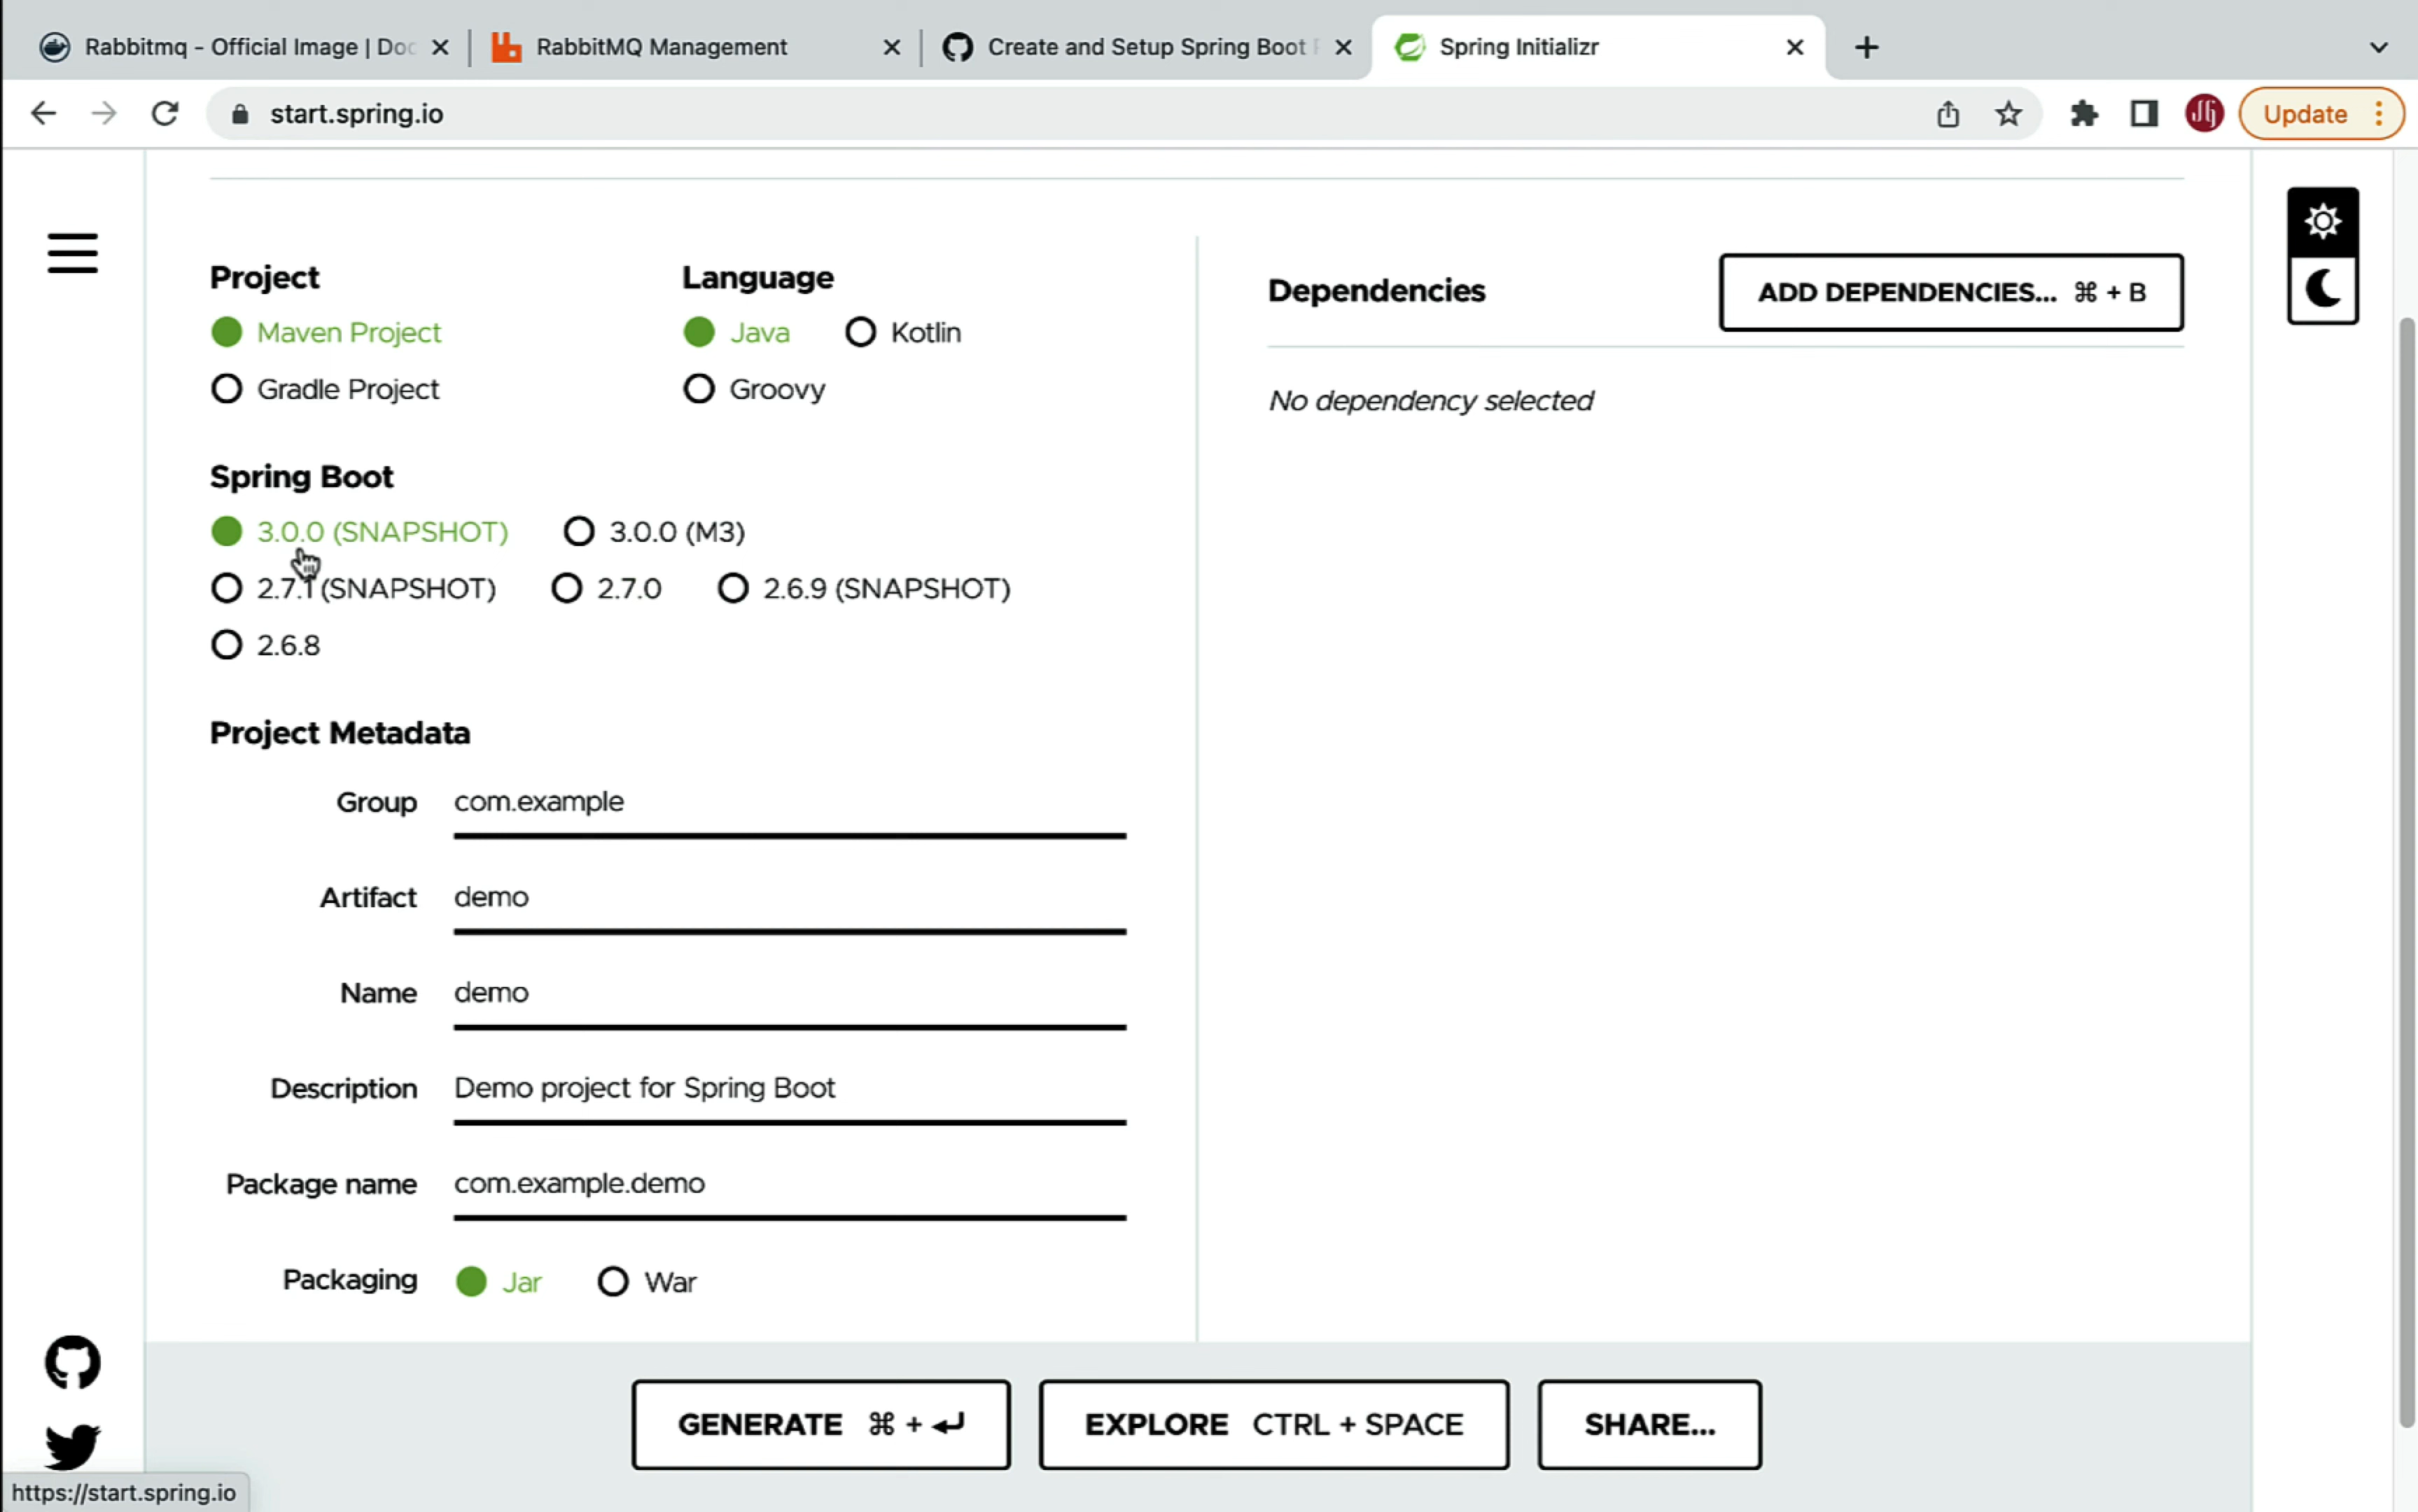 Rabbitmq - Official Image | Doc
RabbitMQ Management
Create and Setup Spring Boot
Spring Initializr
start.spring.io
Update
Project
Language
Dependencies
ADD DEPENDENCIES... ⌘ + B
Maven Project
Java
Kotlin
Gradle Project
Groovy
No dependency selected
Spring Boot
3.0.0 (SNAPSHOT)
3.0.0 (M3)
2.7.1 (SNAPSHOT)
2.7.0
2.6.9 (SNAPSHOT)
2.6.8
Project Metadata
Group com.example
Artifact demo
Name demo
Description Demo project for Spring Boot
Package name com.example.demo
Packaging Jar War
GENERATE ⌘ + ↵
EXPLORE CTRL + SPACE
SHARE...
https://start.spring.io